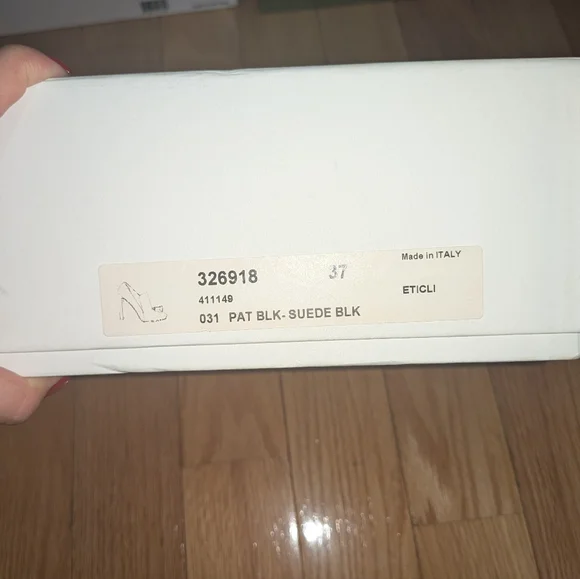 326918 37 Made in ITALY
411149 ETICLI
031 PAT BLK- SUEDE BLK